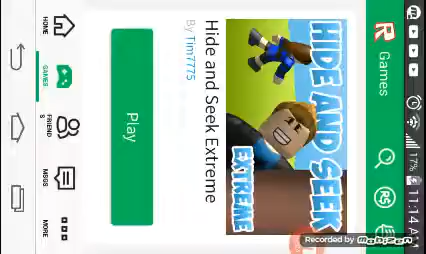 17% 11:14 AM
Games
HIDE AND SEEK
EXTREME
Hide and Seek Extreme
By Tim7775
Play
HOME
GAMES
FRIENDS
MSGS
MORE
Recorded by